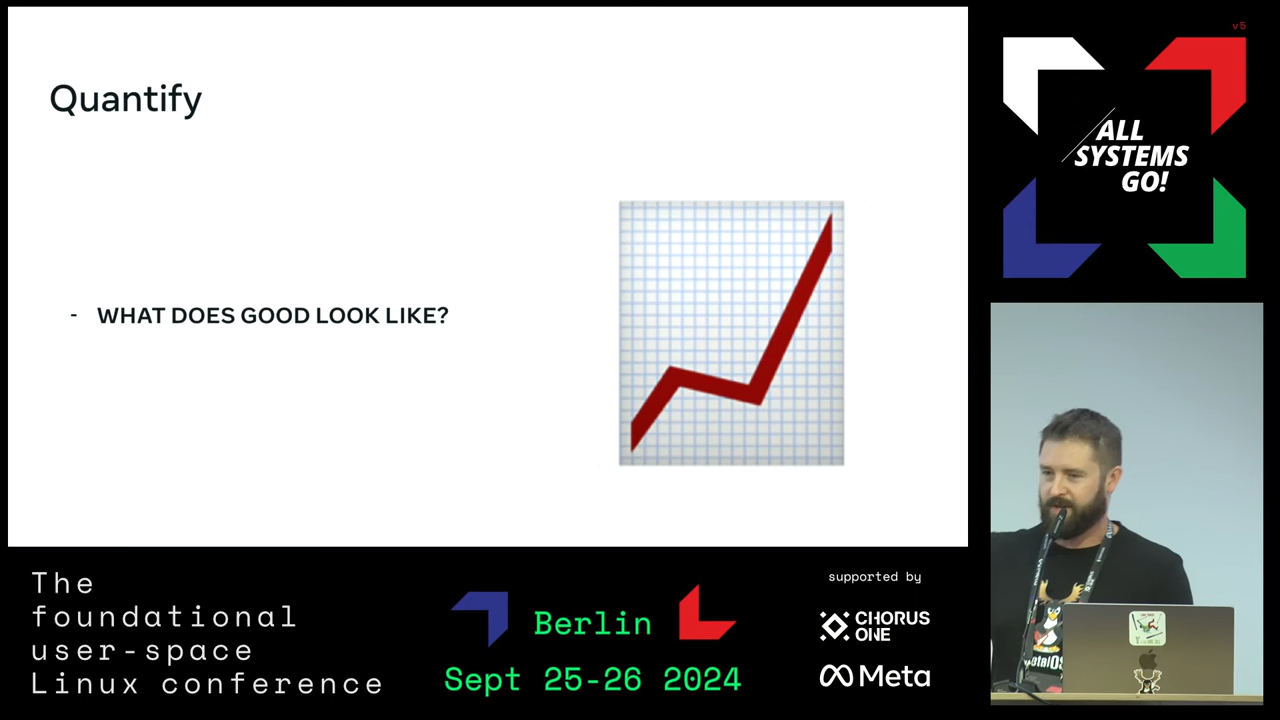 Quantify
- WHAT DOES GOOD LOOK LIKE?
v5
ALL
SYSTEMS
GO!
The
foundational
user-space
Linux conference
Berlin
Sept 25-26 2024
supported by
CHORUS
ONE
Meta